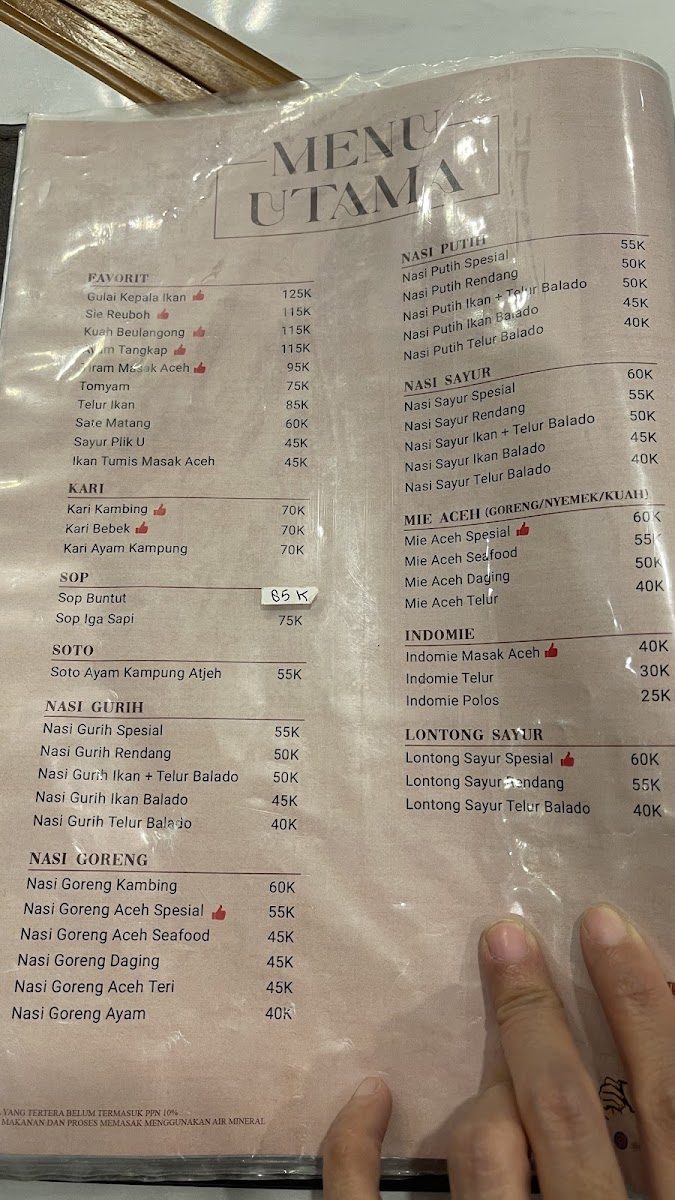 MENU
UTAMA
FAVORIT
Gulai Kepala Ikan 125K
Sie Reuboh 115K
Kuah Beulangong 115K
Tangkap 115K
Masak Aceh 95K
Tomyam 75K
Telur Ikan 85K
Sate Matang 60K
Sayur Plik U 45K
Ikan Tumis Masak Aceh 45K
KARI
Kari Kambing 70K
Kari Bebek 70K
Kari Ayam Kampung 70K
SOP
Sop Buntut 85 K
Sop Iga Sapi 75K
SOTO
Soto Ayam Kampung Atjeh 55K
NASI GURIH
Nasi Gurih Spesial 55K
Nasi Gurih Rendang 50K
Nasi Gurih Ikan + Telur Balado 50K
Nasi Gurih Ikan Balado 45K
Nasi Gurih Telur Balado 40K
NASI GORENG
Nasi Goreng Kambing 60K
Nasi Goreng Aceh Spesial 55K
Nasi Goreng Aceh Seafood 45K
Nasi Goreng Daging 45K
Nasi Goreng Aceh Teri 45K
Nasi Goreng Ayam 40K
NASI PUTIH
Nasi Putih Spesial 55K
Nasi Putih Rendang 50K
Nasi Putih Ikan + Telur Balado 50K
Nasi Putih Ikan Balado 45K
Nasi Putih Telur Balado 40K
NASI SAYUR
Nasi Sayur Spesial 60K
Nasi Sayur Rendang 55K
Nasi Sayur Ikan + Telur Balado 50K
Nasi Sayur Ikan Balado 45K
Nasi Sayur Telur Balado 40K
MIE ACEH (GORENG/NYEMEK/KUAH)
Mie Aceh Spesial 60K
Mie Aceh Seafood 55K
Mie Aceh Daging 50K
Mie Aceh Telur 40K
INDOMIE
Indomie Masak Aceh 40K
Indomie Telur 30K
Indomie Polos 25K
LONTONG SAYUR
Lontong Sayur Spesial 60K
Lontong Sayur Rendang 55K
Lontong Sayur Telur Balado 40K
YANG TERTERA BELUM TERMASUK PPN 10%
MAKANAN DAN PROSES MEMASAK MENGGUNAKAN AIR MINERAL